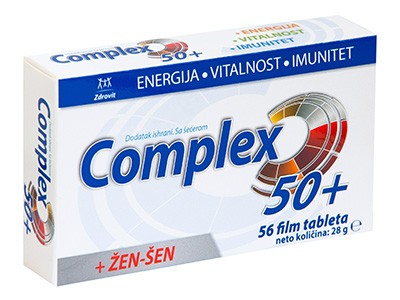 • ENERGIJA •
• VITALNOST •
• IMUNITET •
Zdrovit
ENERGIJA • VITALNOST • IMUNITET
Dodatak ishrani. Sa šećerom
Complex
50+
56 film tableta
neto količina: 28 g ℮
+ ŽEN-ŠEN
Complex
50+